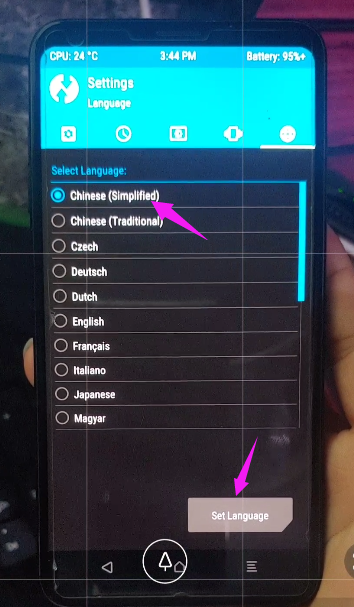 CPU: 24 °C 3:44 PM Battery: 95%+
Settings
Language
Select Language:
Chinese (Simplified)
Chinese (Traditional)
Czech
Deutsch
Dutch
English
Français
Italiano
Japanese
Magyar
Set Language